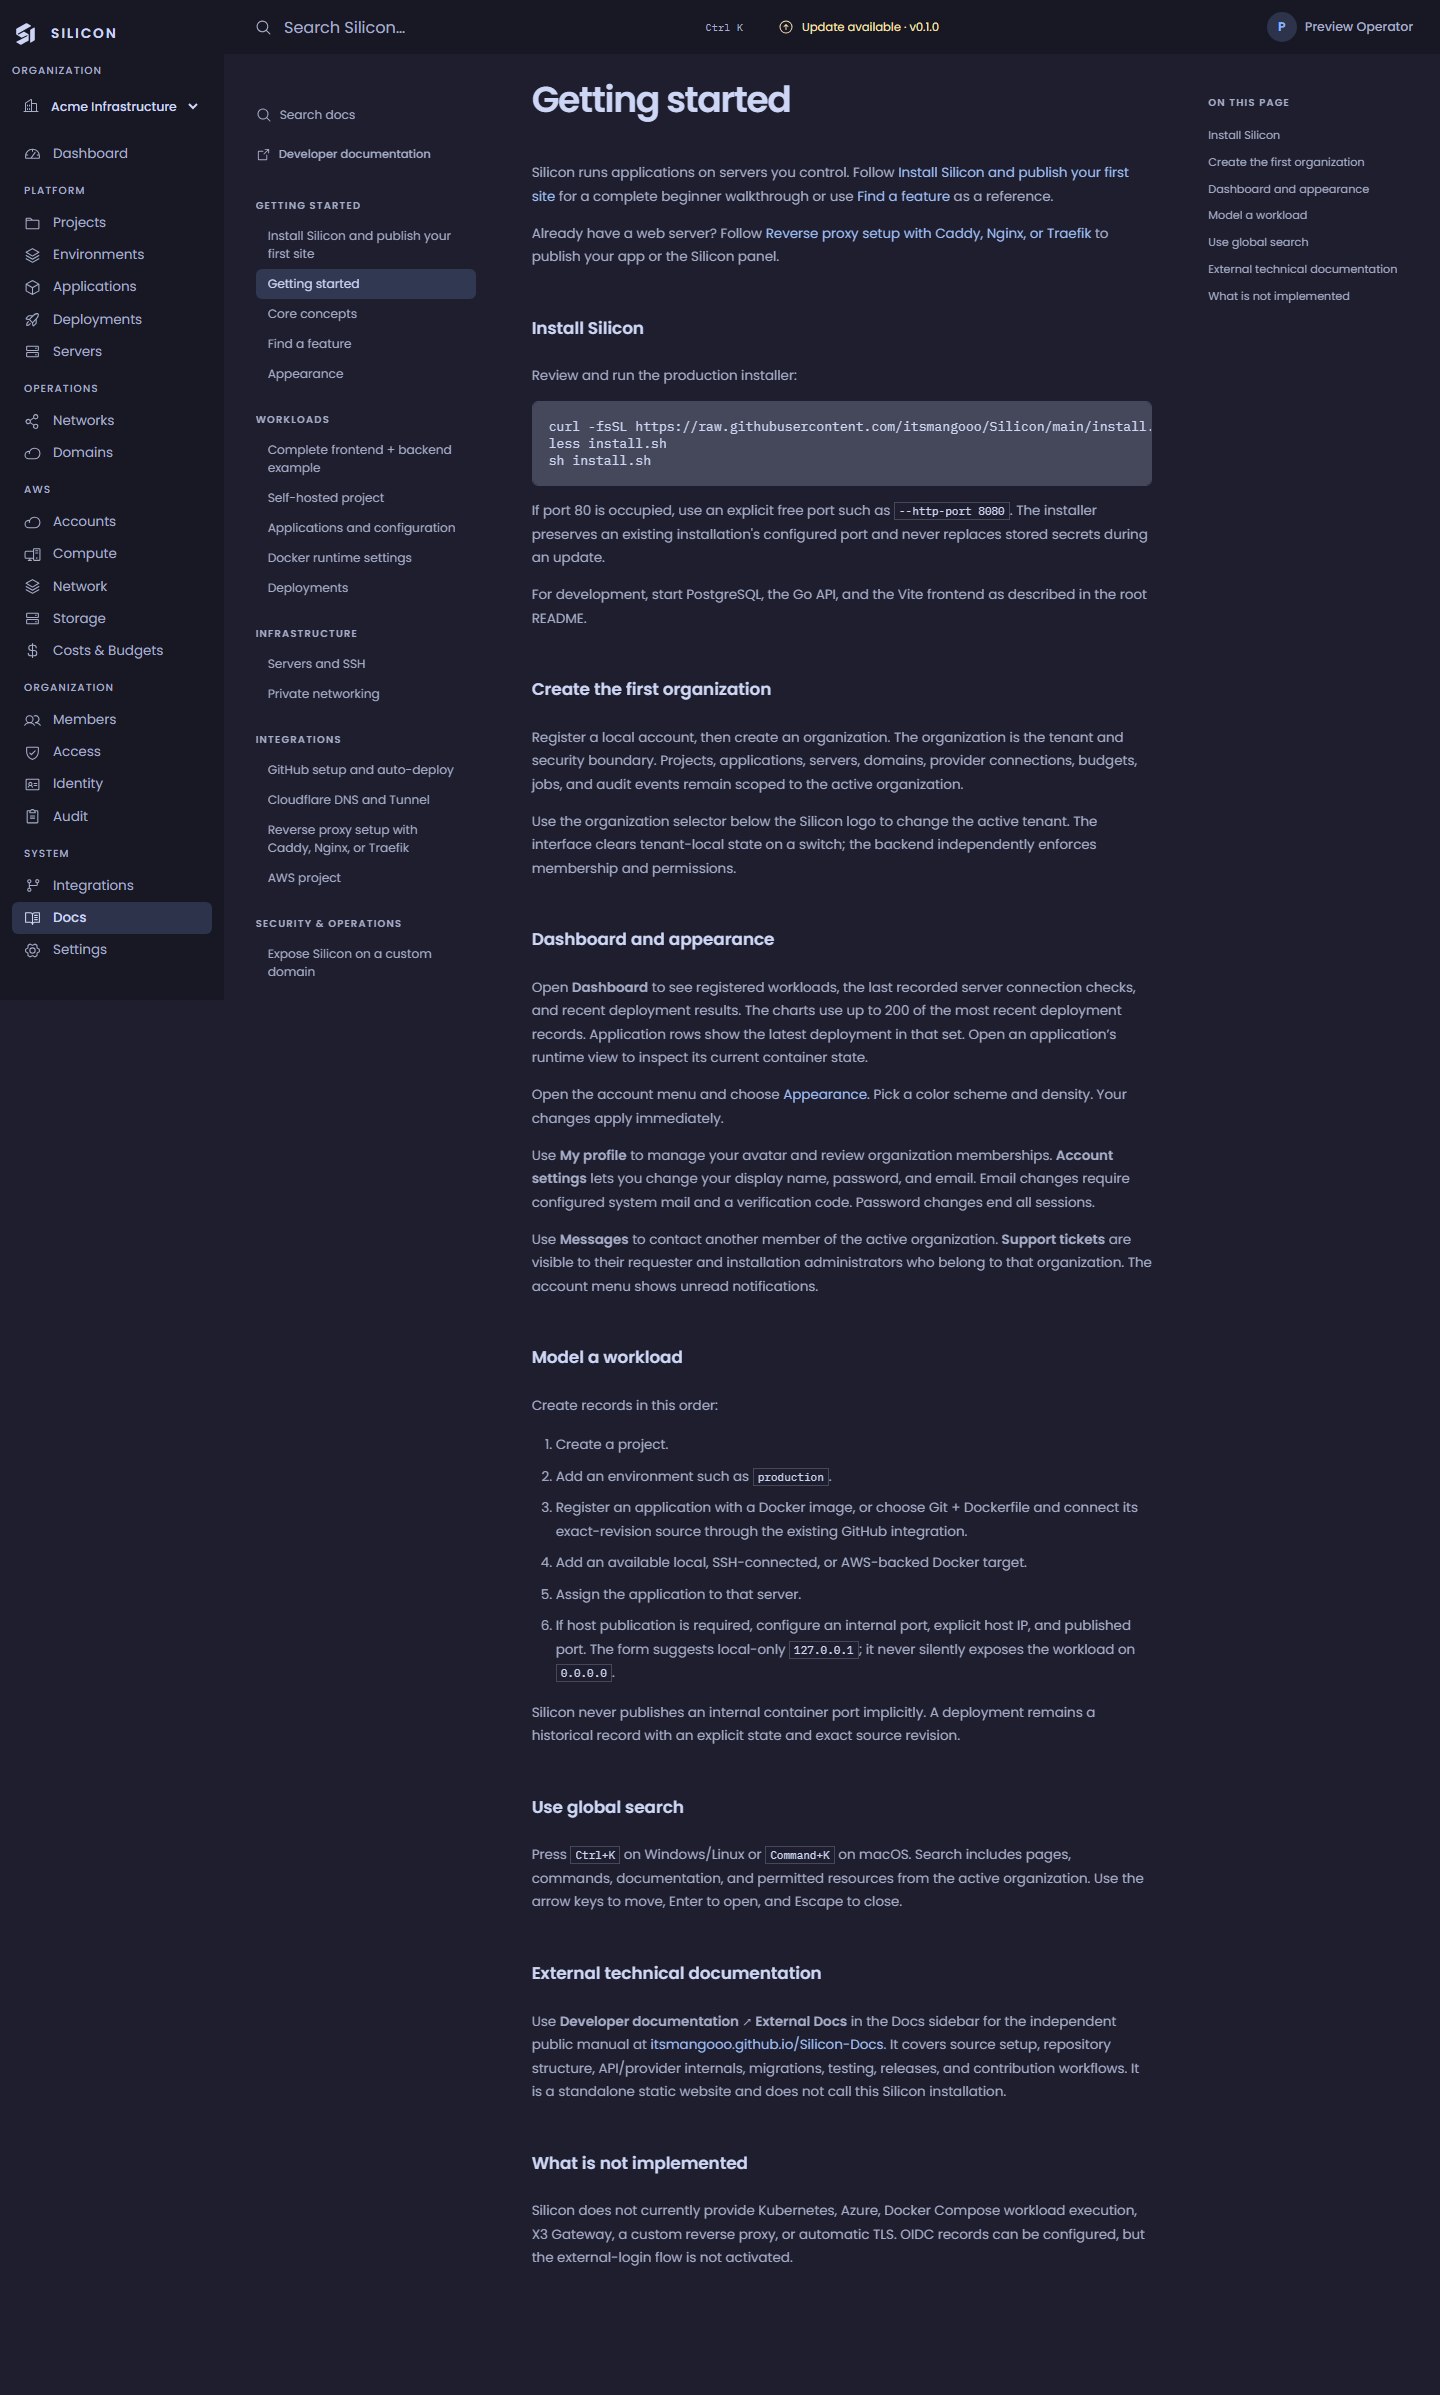 SILICON
Search Silicon...
Ctrl K
Update available · v0.1.0
P
Preview Operator
ORGANIZATION
Acme Infrastructure
Dashboard
PLATFORM
Projects
Environments
Applications
Deployments
Servers
OPERATIONS
Networks
Domains
AWS
Accounts
Compute
Network
Storage
Costs & Budgets
ORGANIZATION
Members
Access
Identity
Audit
SYSTEM
Integrations
Docs
Settings
Search docs
Developer documentation
GETTING STARTED
Install Silicon and publish your
first site
Getting started
Core concepts
Find a feature
Appearance
WORKLOADS
Complete frontend + backend
example
Self-hosted project
Applications and configuration
Docker runtime settings
Deployments
INFRASTRUCTURE
Servers and SSH
Private networking
INTEGRATIONS
GitHub setup and auto-deploy
Cloudflare DNS and Tunnel
Reverse proxy setup with
Caddy, Nginx, or Traefik
AWS project
SECURITY & OPERATIONS
Expose Silicon on a custom
domain
Getting started
Silicon runs applications on servers you control. Follow Install Silicon and publish your first
site for a complete beginner walkthrough or use Find a feature as a reference.
Already have a web server? Follow Reverse proxy setup with Caddy, Nginx, or Traefik to
publish your app or the Silicon panel.
Install Silicon
Review and run the production installer:
curl -fsSL https://raw.githubusercontent.com/itsmangooo/Silicon/main/install.
less install.sh
sh install.sh
If port 80 is occupied, use an explicit free port such as --http-port 8080. The installer
preserves an existing installation's configured port and never replaces stored secrets during
an update.
For development, start PostgreSQL, the Go API, and the Vite frontend as described in the root
README.
Create the first organization
Register a local account, then create an organization. The organization is the tenant and
security boundary. Projects, applications, servers, domains, provider connections, budgets,
jobs, and audit events remain scoped to the active organization.
Use the organization selector below the Silicon logo to change the active tenant. The
interface clears tenant-local state on a switch; the backend independently enforces
membership and permissions.
Dashboard and appearance
Open Dashboard to see registered workloads, the last recorded server connection checks,
and recent deployment results. The charts use up to 200 of the most recent deployment
records. Application rows show the latest deployment in that set. Open an application’s
runtime view to inspect its current container state.
Open the account menu and choose Appearance. Pick a color scheme and density. Your
changes apply immediately.
Use My profile to manage your avatar and review organization memberships. Account
settings lets you change your display name, password, and email. Email changes require
configured system mail and a verification code. Password changes end all sessions.
Use Messages to contact another member of the active organization. Support tickets are
visible to their requester and installation administrators who belong to that organization. The
account menu shows unread notifications.
Model a workload
Create records in this order:
1. Create a project.
2. Add an environment such as production.
3. Register an application with a Docker image, or choose Git + Dockerfile and connect its
exact-revision source through the existing GitHub integration.
4. Add an available local, SSH-connected, or AWS-backed Docker target.
5. Assign the application to that server.
6. If host publication is required, configure an internal port, explicit host IP, and published
port. The form suggests local-only 127.0.0.1; it never silently exposes the workload on
0.0.0.0.
Silicon never publishes an internal container port implicitly. A deployment remains a
historical record with an explicit state and exact source revision.
Use global search
Press Ctrl+K on Windows/Linux or Command+K on macOS. Search includes pages,
commands, documentation, and permitted resources from the active organization. Use the
arrow keys to move, Enter to open, and Escape to close.
External technical documentation
Use Developer documentation ↗ External Docs in the Docs sidebar for the independent
public manual at itsmangooo.github.io/Silicon-Docs. It covers source setup, repository
structure, API/provider internals, migrations, testing, releases, and contribution workflows. It
is a standalone static website and does not call this Silicon installation.
What is not implemented
Silicon does not currently provide Kubernetes, Azure, Docker Compose workload execution,
X3 Gateway, a custom reverse proxy, or automatic TLS. OIDC records can be configured, but
the external-login flow is not activated.
ON THIS PAGE
Install Silicon
Create the first organization
Dashboard and appearance
Model a workload
Use global search
External technical documentation
What is not implemented